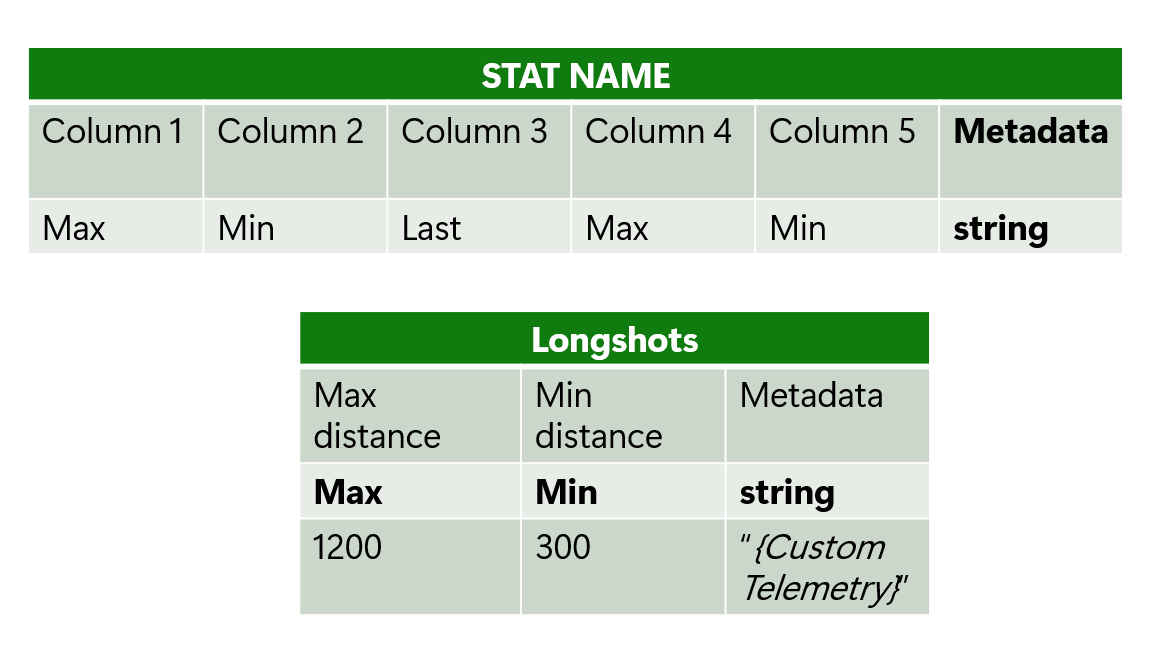 STAT NAME
Column 1 Column 2 Column 3 Column 4 Column 5 Metadata
Max Min Last Max Min string
Longshots
Max distance Min distance Metadata
Max Min string
1200 300 "{Custom Telemetry}"